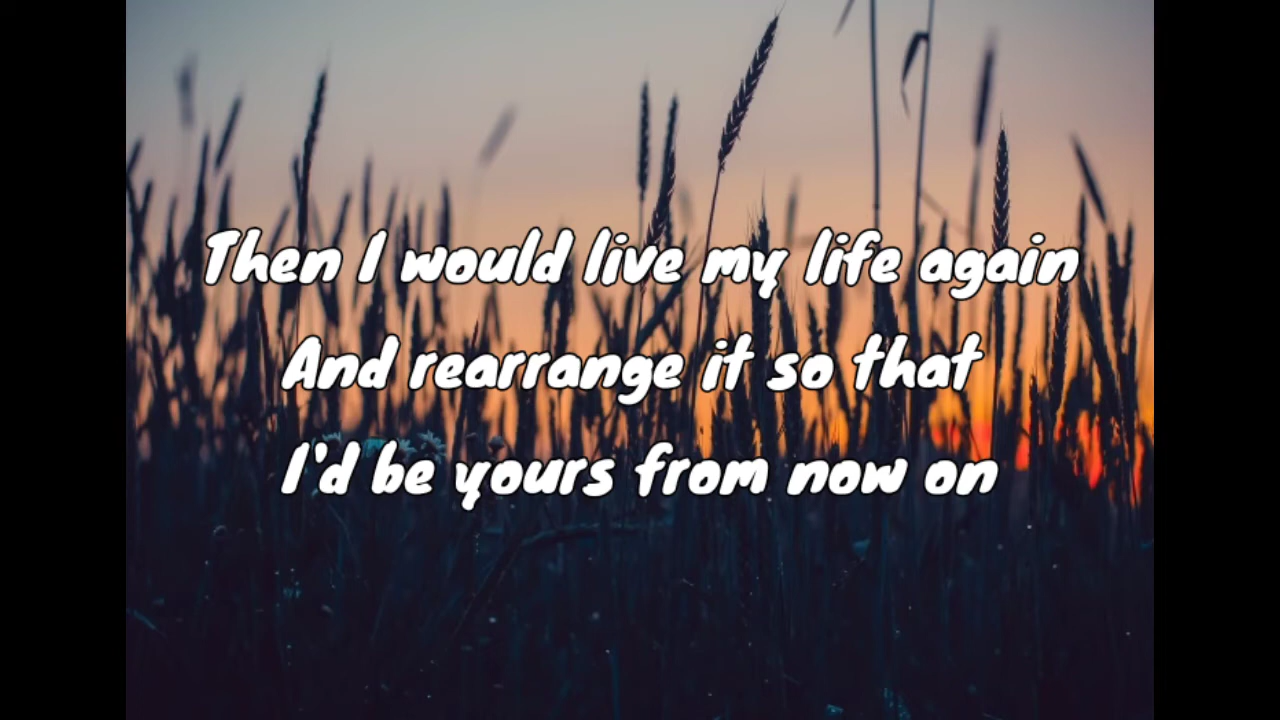 Then I would live my life again
And rearrange it so that
I'd be yours from now on